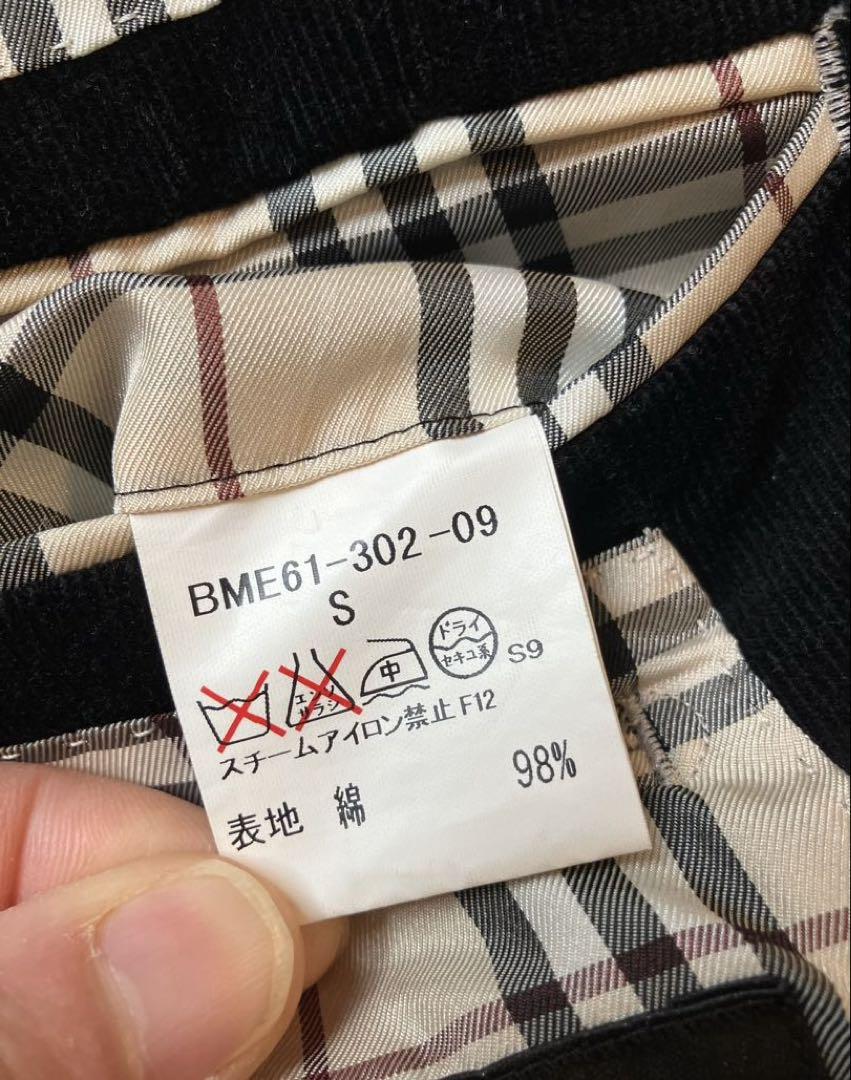 BME61-302-09
S
エンソ
サラシ
中
ドライ
セキユ系
S9
スチームアイロン禁止 F12
表地 綿 98%